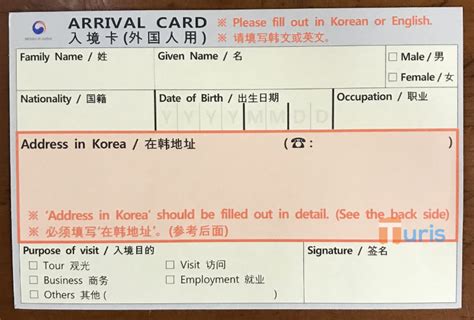 ARRIVAL CARD
入境卡(外国人用)
※ Please fill out in Korean or English.
※ 请填写韩文或英文。
Family Name / 姓
Given Name / 名
□ Male / 男
□ Female / 女
Nationality / 国籍
Date of Birth / 出生日期
Y Y Y Y M M D D
Occupation / 职业
Address in Korea / 在韩地址
(☎: )
※ 'Address in Korea' should be filled out in detail. (See the back side)
※ 必须填写'在韩地址'。(参考后面)
Turis
Purpose of visit / 入境目的
□ Tour 观光
□ Visit 访问
□ Business 商务
□ Employment 就业
□ Others 其他 ( )
Signature / 签名